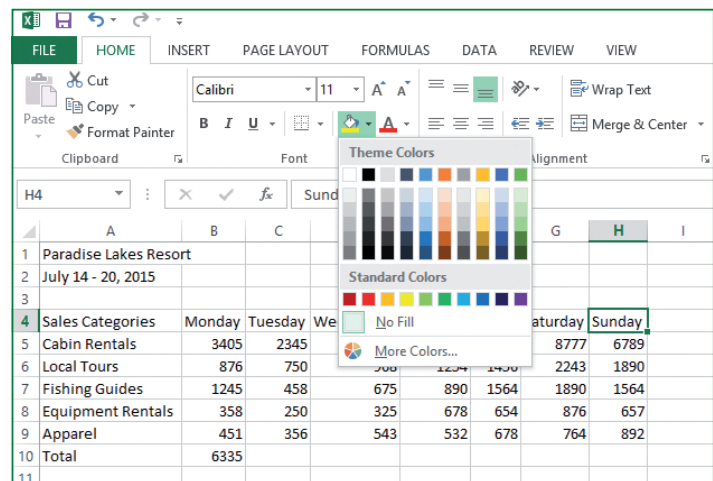 FILE HOME INSERT PAGE LAYOUT FORMULAS DATA REVIEW VIEW
Cut
Copy
Paste
Format Painter
Clipboard
Calibri 11
B I U A
Font
Wrap Text
Merge & Center
Alignment
H4 fx Sund
Theme Colors
Standard Colors
No Fill
More Colors...
A B C G H I
1 Paradise Lakes Resort
2 July 14 - 20, 2015
3
4 Sales Categories Monday Tuesday We aturday Sunday
5 Cabin Rentals 3405 2345 8777 6789
6 Local Tours 876 750 2243 1890
7 Fishing Guides 1245 458 675 890 1564 1890 1564
8 Equipment Rentals 358 250 325 678 654 876 657
9 Apparel 451 356 543 532 678 764 892
10 Total 6335
11